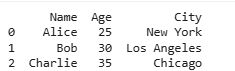 Name Age City
0 Alice 25 New York
1 Bob 30 Los Angeles
2 Charlie 35 Chicago